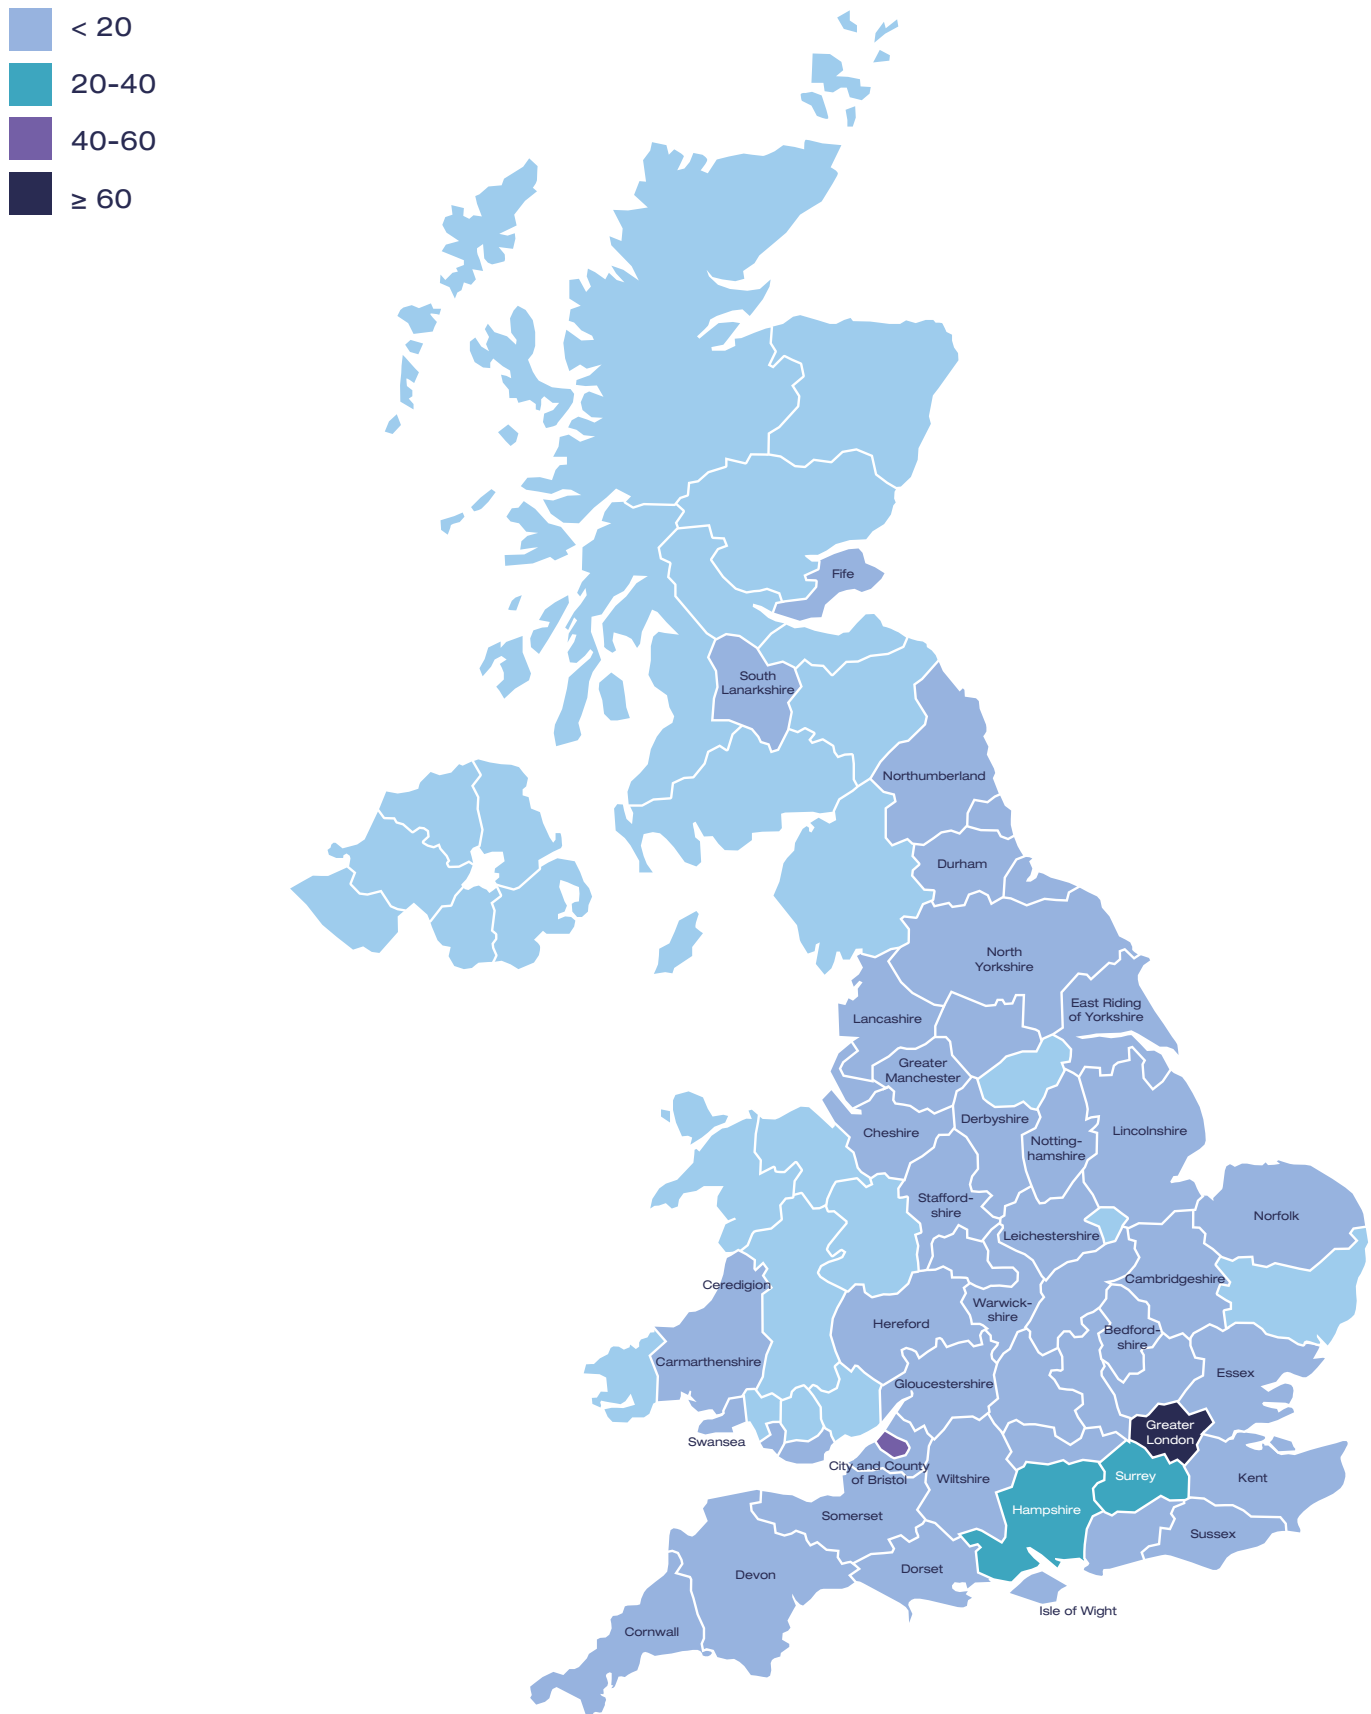 < 20
20-40
40-60
≥ 60
Fife
South
Lanarkshire
Northumberland
Durham
North
Yorkshire
East Riding
of Yorkshire
Lancashire
Greater
Manchester
Derbyshire
Cheshire
Notting-
hamshire
Lincolnshire
Stafford-
shire
Norfolk
Leichestershire
Ceredigion
Cambridgeshire
Warwick-
shire
Hereford
Bedford-
shire
Carmarthenshire
Essex
Gloucestershire
Greater
London
Swansea
City and County
of Bristol
Wiltshire
Surrey
Kent
Hampshire
Somerset
Sussex
Dorset
Devon
Isle of Wight
Cornwall